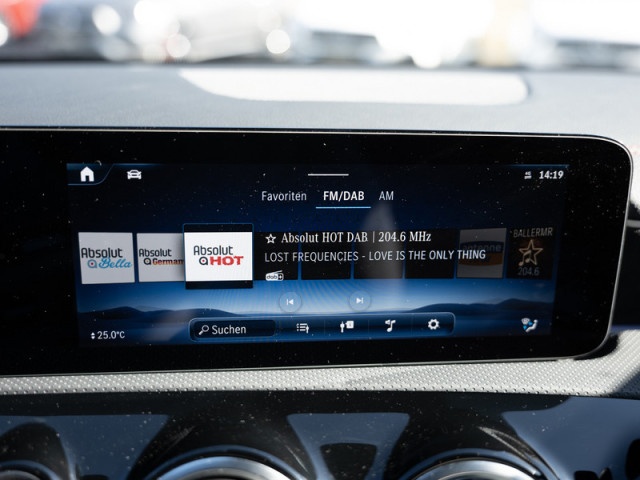 14:19
Favoriten FM/DAB AM
Absolut Bella
Absolut German
Absolut HOT
Absolut HOT DAB | 204.6 MHz
LOST FREQUENCIES - LOVE IS THE ONLY THING
BALLERMR
204.6
25.0°C
Suchen